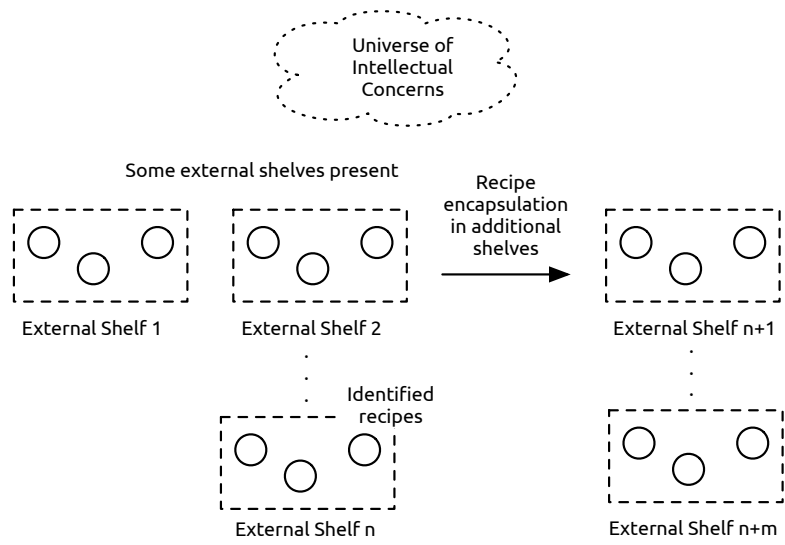 Universe of
Intellectual
Concerns
Some external shelves present
Recipe
encapsulation
in additional
shelves
External Shelf 1
External Shelf 2
External Shelf n+1
Identified
recipes
External Shelf n
External Shelf n+m